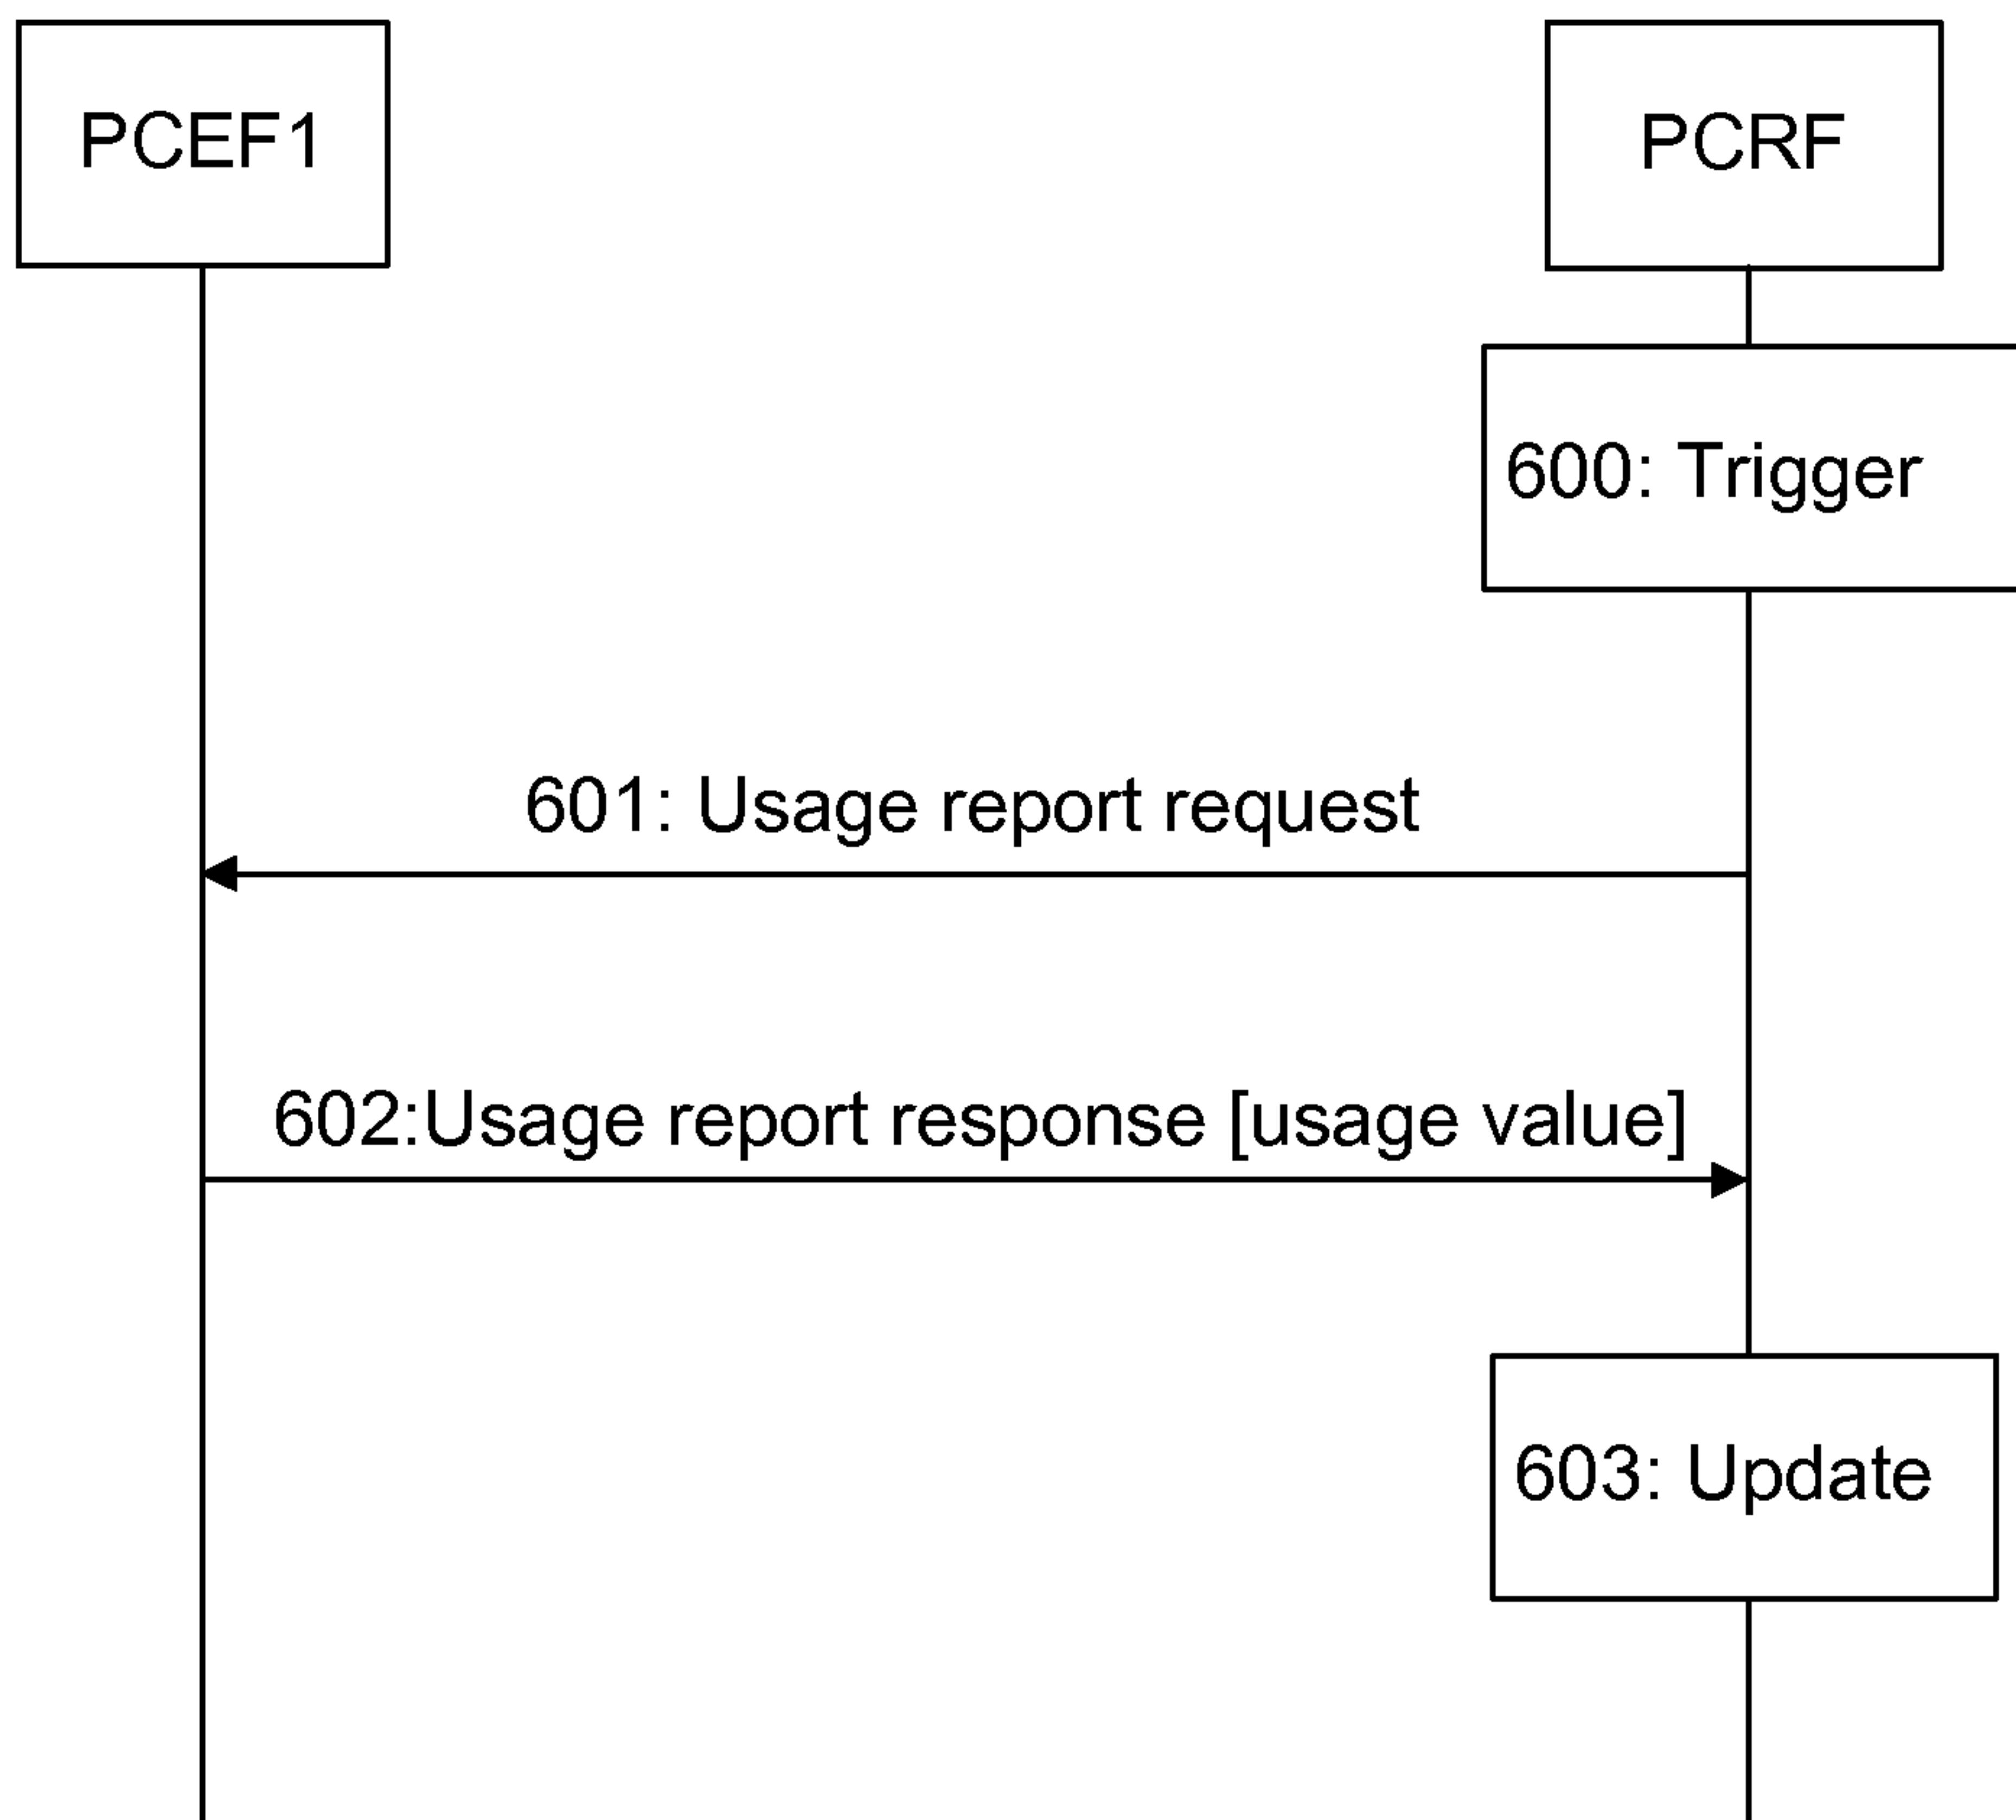 PCEF1
PCRF
600: Trigger
601: Usage report request
602:Usage report response [usage value]
603: Update